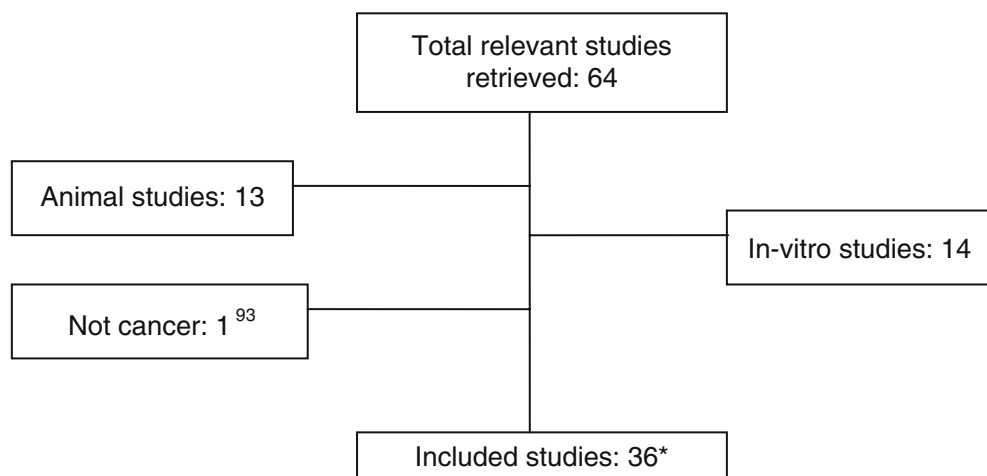 Total relevant studies
retrieved: 64
Animal studies: 13
In-vitro studies: 14
Not cancer: 1 93
Included studies: 36*